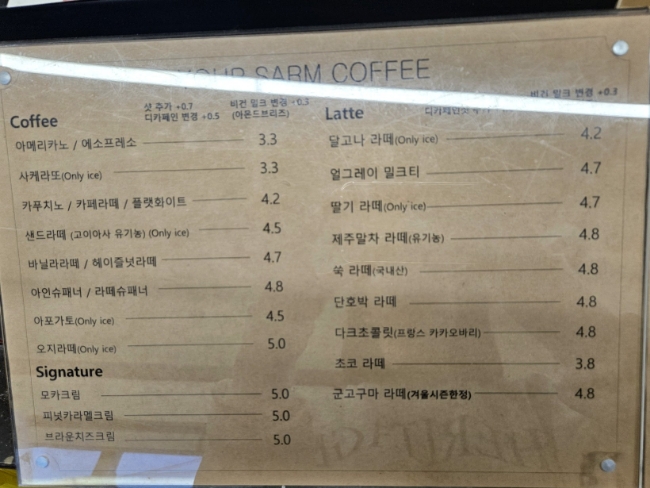 YOUR SABM COFFEE
Coffee
샷 추가 +0.7
디카페인 변경 +0.5
비건 밀크 변경 +0.3
(아몬드브리즈)
아메리카노 / 에소프레소 3.3
사케라또(Only ice) 3.3
카푸치노 / 카페라떼 / 플랫화이트 4.2
샌드라떼 (고이아사 유기농) (Only ice) 4.5
바닐라라떼 / 헤이즐넛라떼 4.7
아인슈패너 / 라떼슈패너 4.8
아포가토(Only ice) 4.5
오지라떼(Only ice) 5.0
Signature
모카크림 5.0
피넛카라멜크림 5.0
브라운치즈크림 5.0
Latte
비건 밀크 변경 +0.3
달고나 라떼(Only ice) 4.2
얼그레이 밀크티 4.7
딸기 라떼(Only ice) 4.7
제주말차 라떼(유기농) 4.8
쑥 라떼(국내산) 4.8
단호박 라떼 4.8
다크초콜릿(프랑스 카카오바리) 4.8
초코 라떼 3.8
군고구마 라떼(겨울시즌한정) 4.8